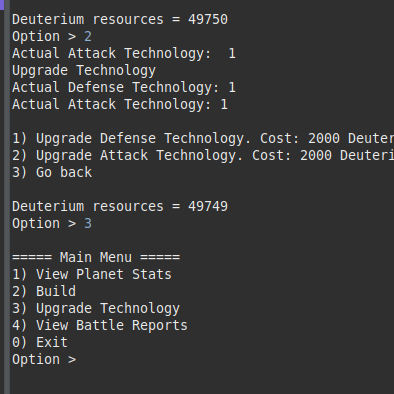 Deuterium resources = 49750
Option > 2
Actual Attack Technology:  1
Upgrade Technology
Actual Defense Technology: 1
Actual Attack Technology: 1

1) Upgrade Defense Technology. Cost: 2000 Deuter
2) Upgrade Attack Technology. Cost: 2000 Deuteri
3) Go back

Deuterium resources = 49749
Option > 3

===== Main Menu =====
1) View Planet Stats
2) Build
3) Upgrade Technology
4) View Battle Reports
0) Exit
Option >